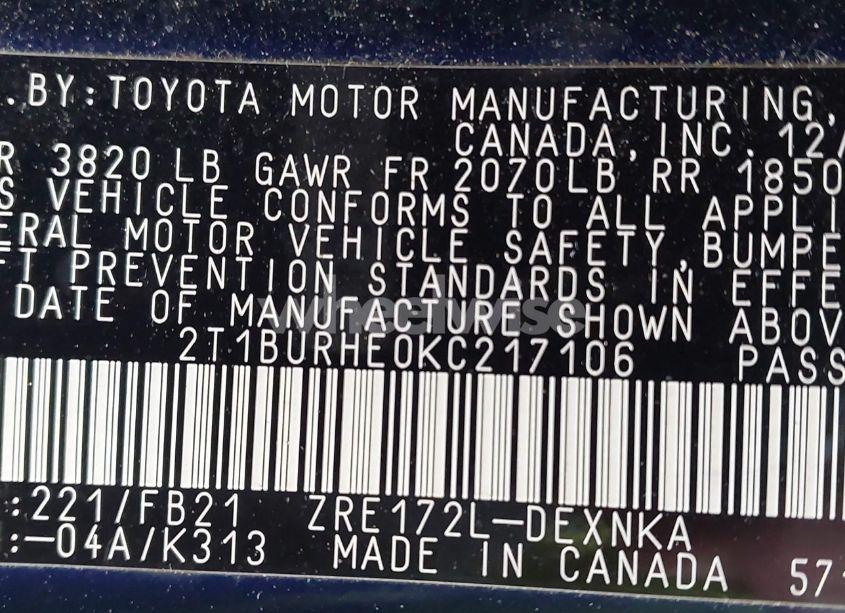 .BY:TOYOTA MOTOR MANUFACTURING,
CANADA, INC. 12/
R 3820 LB GAWR FR 2070LB RR 1850
S VEHICLE CONFORMS TO ALL APPLI
ERAL MOTOR VEHICLE SAFETY, BUMPE
FT PREVENTION STANDARDS IN EFFE
DATE OF MANUFACTURE SHOWN ABOV
wheelwise
2T1BURHE0KC217106 PASS
:221/FB21 ZRE172L-DEXNKA
:-04A/K313 MADE IN CANADA 571